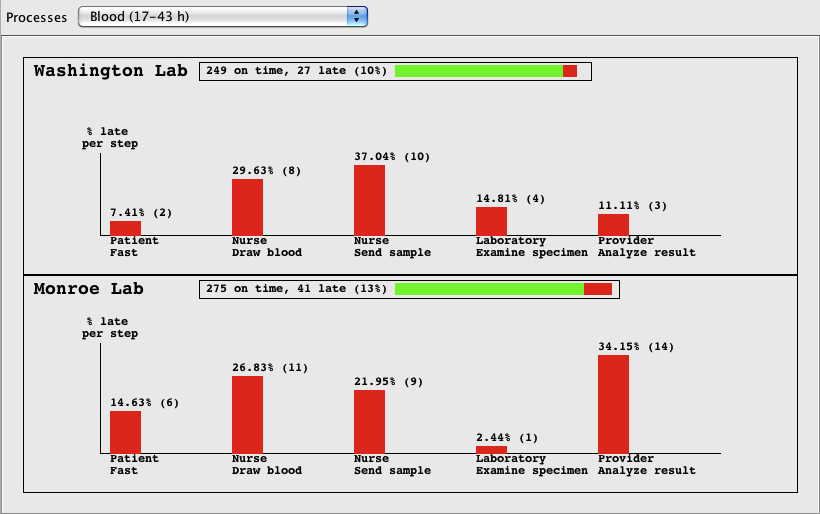 Processes Blood (17-43 h)
Washington Lab 249 on time, 27 late (10%)
% late
per step
7.41% (2)
29.63% (8)
37.04% (10)
14.81% (4)
11.11% (3)
Patient Nurse Nurse Laboratory Provider
Fast Draw blood Send sample Examine specimen Analyze result
Monroe Lab 275 on time, 41 late (13%)
% late
per step
14.63% (6)
26.83% (11)
21.95% (9)
2.44% (1)
34.15% (14)
Patient Nurse Nurse Laboratory Provider
Fast Draw blood Send sample Examine specimen Analyze result